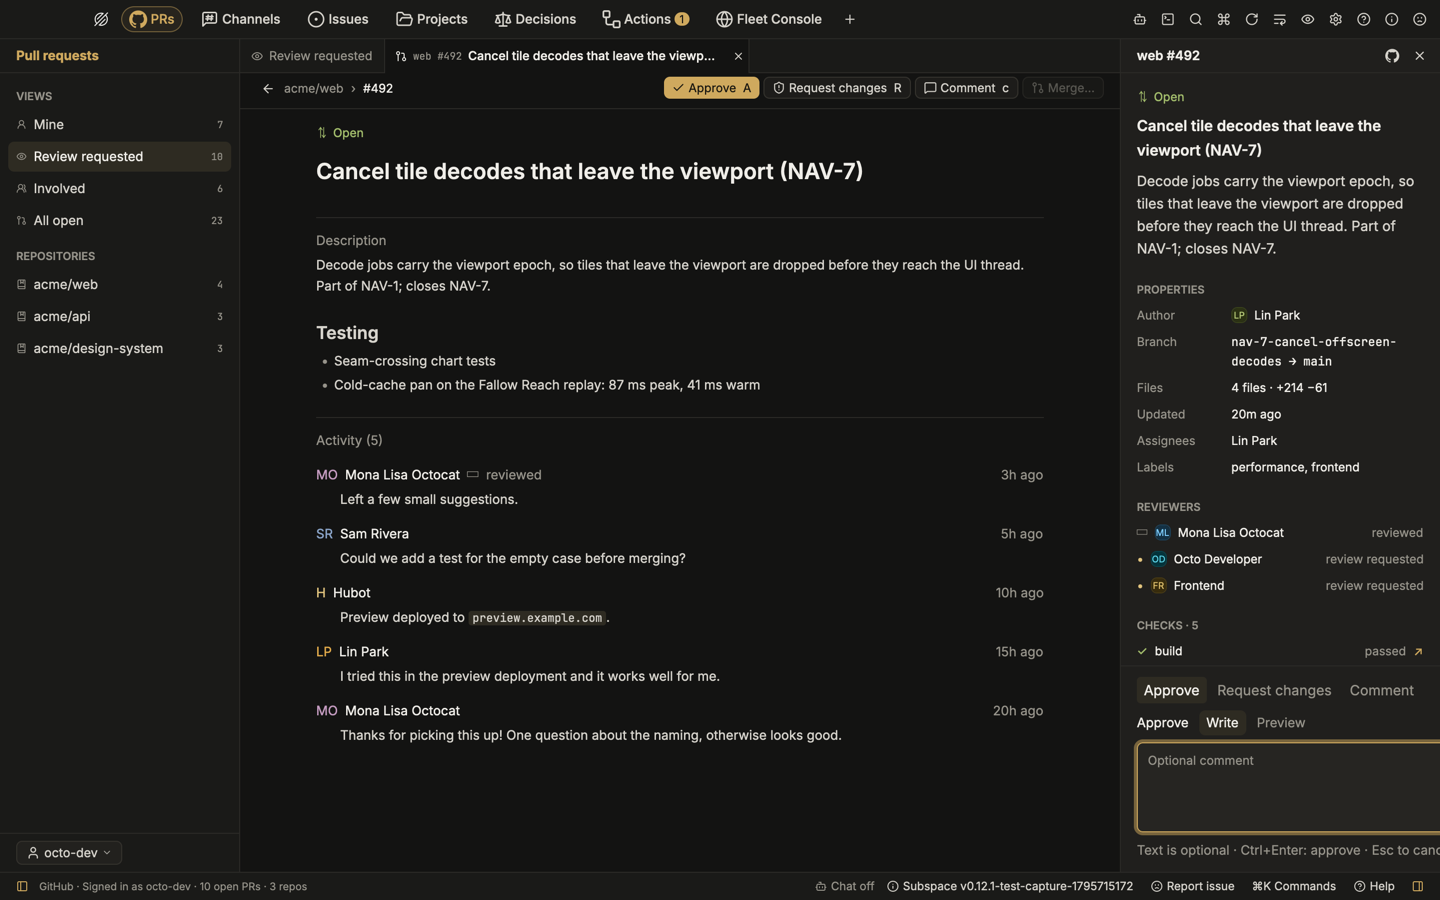 PRs
Channels
Issues
Projects
Decisions
Actions 1
Fleet Console
Pull requests
VIEWS
Mine 7
Review requested 10
Involved 6
All open 23
REPOSITORIES
acme/web 4
acme/api 3
acme/design-system 3
octo-dev
Review requested
web #492 Cancel tile decodes that leave the viewp...
acme/web › #492
Approve A
Request changes R
Comment c
Merge...
Open
Cancel tile decodes that leave the viewport (NAV-7)
Description
Decode jobs carry the viewport epoch, so tiles that leave the viewport are dropped before they reach the UI thread.
Part of NAV-1; closes NAV-7.
Testing
• Seam-crossing chart tests
• Cold-cache pan on the Fallow Reach replay: 87 ms peak, 41 ms warm
Activity (5)
MO Mona Lisa Octocat reviewed 3h ago
Left a few small suggestions.
SR Sam Rivera 5h ago
Could we add a test for the empty case before merging?
H Hubot 10h ago
Preview deployed to preview.example.com.
LP Lin Park 15h ago
I tried this in the preview deployment and it works well for me.
MO Mona Lisa Octocat 20h ago
Thanks for picking this up! One question about the naming, otherwise looks good.
web #492
Open
Cancel tile decodes that leave the
viewport (NAV-7)
Decode jobs carry the viewport epoch, so
tiles that leave the viewport are dropped
before they reach the UI thread. Part of
NAV-1; closes NAV-7.
PROPERTIES
Author LP Lin Park
Branch nav-7-cancel-offscreen-
decodes → main
Files 4 files · +214 −61
Updated 20m ago
Assignees Lin Park
Labels performance, frontend
REVIEWERS
ML Mona Lisa Octocat reviewed
OD Octo Developer review requested
FR Frontend review requested
CHECKS · 5
build passed
Approve Request changes Comment
Approve Write Preview
Optional comment
Text is optional · Ctrl+Enter: approve · Esc to canc
GitHub · Signed in as octo-dev · 10 open PRs · 3 repos
Chat off
Subspace v0.12.1-test-capture-1795715172
Report issue
⌘K Commands
Help